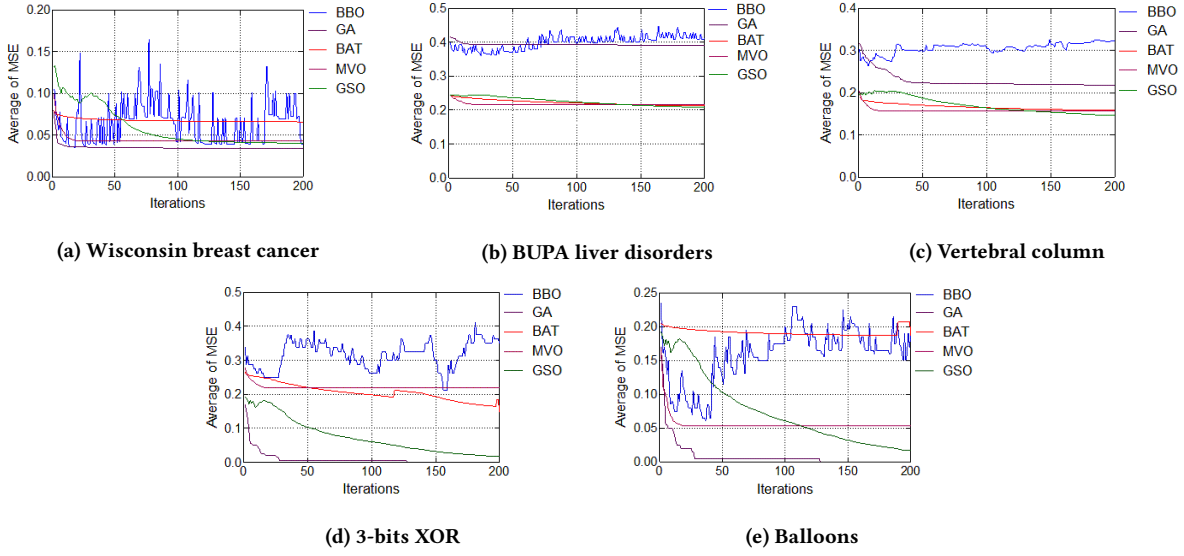 0.20
0.15
0.10
0.05
0.00
Average of MSE
0
50
100
150
200
Iterations
BBO
GA
BAT
MVO
GSO
(a) Wisconsin breast cancer
0.5
0.4
0.3
0.2
0.1
0.0
Average of MSE
0
50
100
150
200
Iterations
BBO
GA
BAT
MVO
GSO
(b) BUPA liver disorders
0.4
0.3
0.2
0.1
0.0
Average of MSE
0
50
100
150
200
Iterations
BBO
GA
BAT
MVO
GSO
(c) Vertebral column
0.5
0.4
0.3
0.2
0.1
0.0
Average of MSE
0
50
100
150
200
Iterations
BBO
GA
BAT
MVO
GSO
(d) 3-bits XOR
0.25
0.20
0.15
0.10
0.05
0.00
Average of MSE
0
50
100
150
200
Iterations
BBO
GA
BAT
MVO
GSO
(e) Balloons